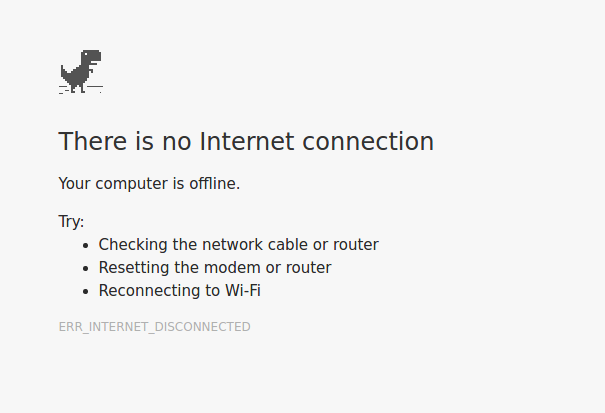 There is no Internet connection
Your computer is offline.
Try:
Checking the network cable or router
Resetting the modem or router
Reconnecting to Wi-Fi
ERR_INTERNET_DISCONNECTED